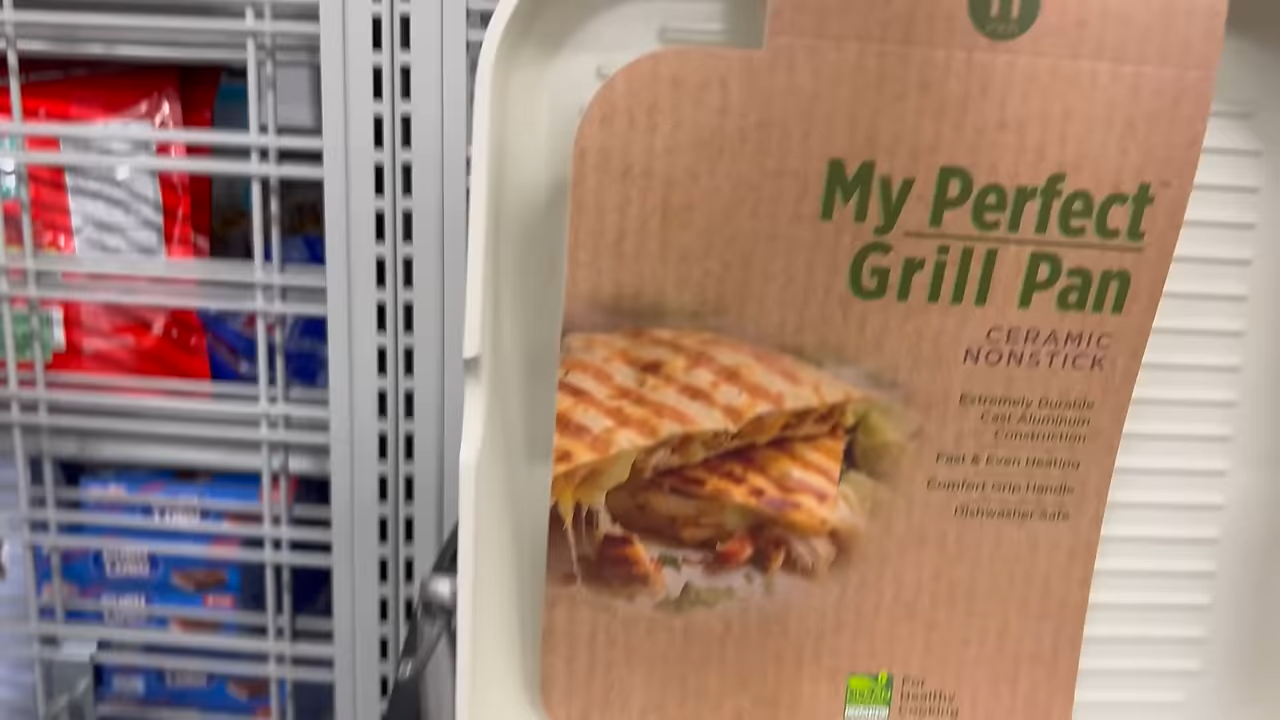 My Perfect
Grill Pan
CERAMIC
NONSTICK
Extremely Durable
Cast Aluminum
Construction
Fast & Even Heating
Comfort Grip Handle
Dishwasher Safe
For
Healthy
Cooking